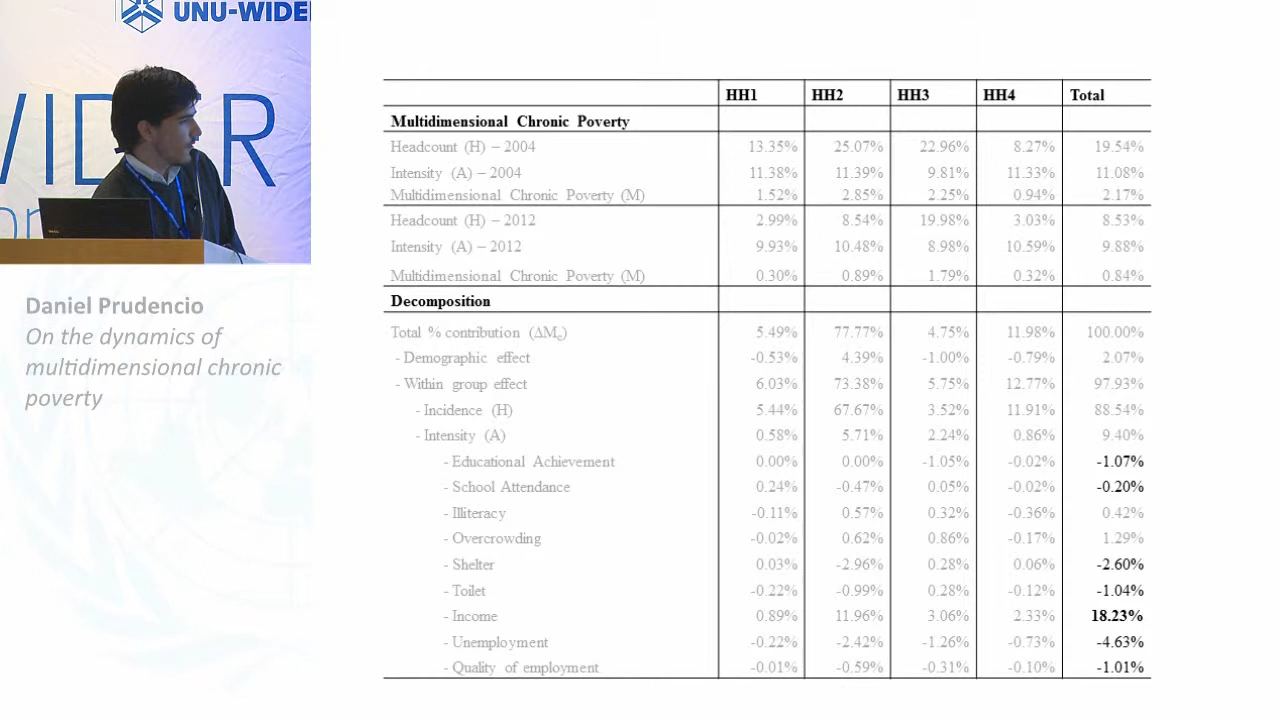 UNU-WIDE
WIDER
on
Daniel Prudencio
On the dynamics of
multidimensional chronic
poverty
HH1 HH2 HH3 HH4 Total
Multidimensional Chronic Poverty
Headcount (H) – 2004 13.35% 25.07% 22.96% 8.27% 19.54%
Intensity (A) – 2004 11.38% 11.39% 9.81% 11.33% 11.08%
Multidimensional Chronic Poverty (M) 1.52% 2.85% 2.25% 0.94% 2.17%
Headcount (H) – 2012 2.99% 8.54% 19.98% 3.03% 8.53%
Intensity (A) – 2012 9.93% 10.48% 8.98% 10.59% 9.88%
Multidimensional Chronic Poverty (M) 0.30% 0.89% 1.79% 0.32% 0.84%
Decomposition
Total % contribution (ΔMc) 5.49% 77.77% 4.75% 11.98% 100.00%
- Demographic effect -0.53% 4.39% -1.00% -0.79% 2.07%
- Within group effect 6.03% 73.38% 5.75% 12.77% 97.93%
- Incidence (H) 5.44% 67.67% 3.52% 11.91% 88.54%
- Intensity (A) 0.58% 5.71% 2.24% 0.86% 9.40%
- Educational Achievement 0.00% 0.00% -1.05% -0.02% -1.07%
- School Attendance 0.24% -0.47% 0.05% -0.02% -0.20%
- Illiteracy -0.11% 0.57% 0.32% -0.36% 0.42%
- Overcrowding -0.02% 0.62% 0.86% -0.17% 1.29%
- Shelter 0.03% -2.96% 0.28% 0.06% -2.60%
- Toilet -0.22% -0.99% 0.28% -0.12% -1.04%
- Income 0.89% 11.96% 3.06% 2.33% 18.23%
- Unemployment -0.22% -2.42% -1.26% -0.73% -4.63%
- Quality of employment -0.01% -0.59% -0.31% -0.10% -1.01%